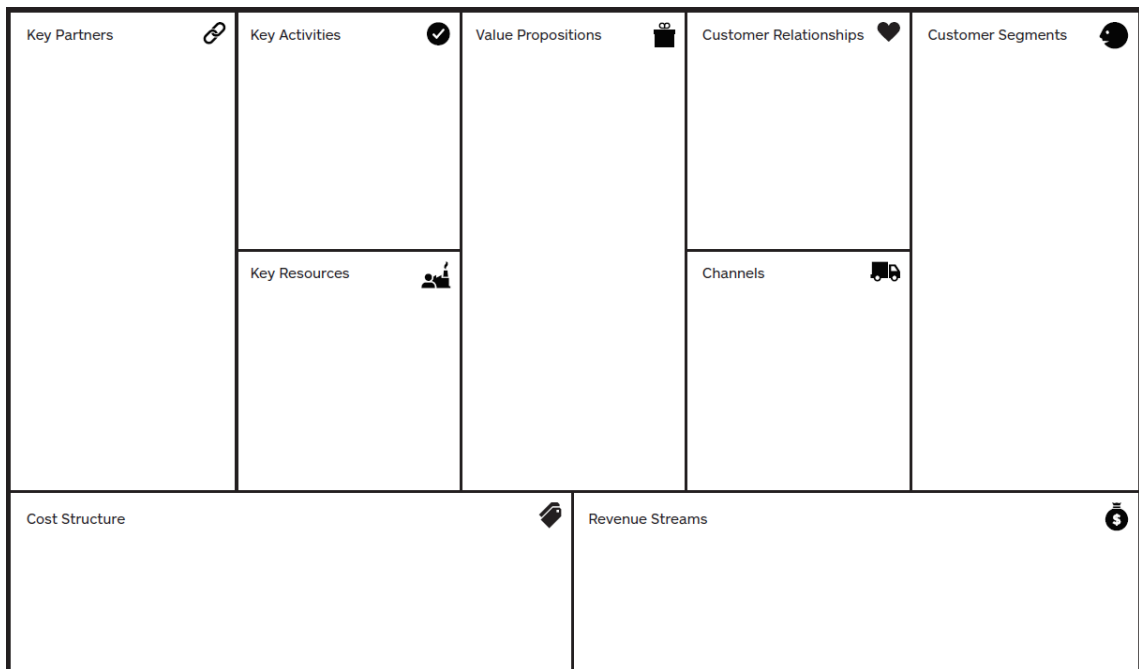 Key Partners
Key Activities
Value Propositions
Customer Relationships
Customer Segments
Key Resources
Channels
Cost Structure
Revenue Streams
$